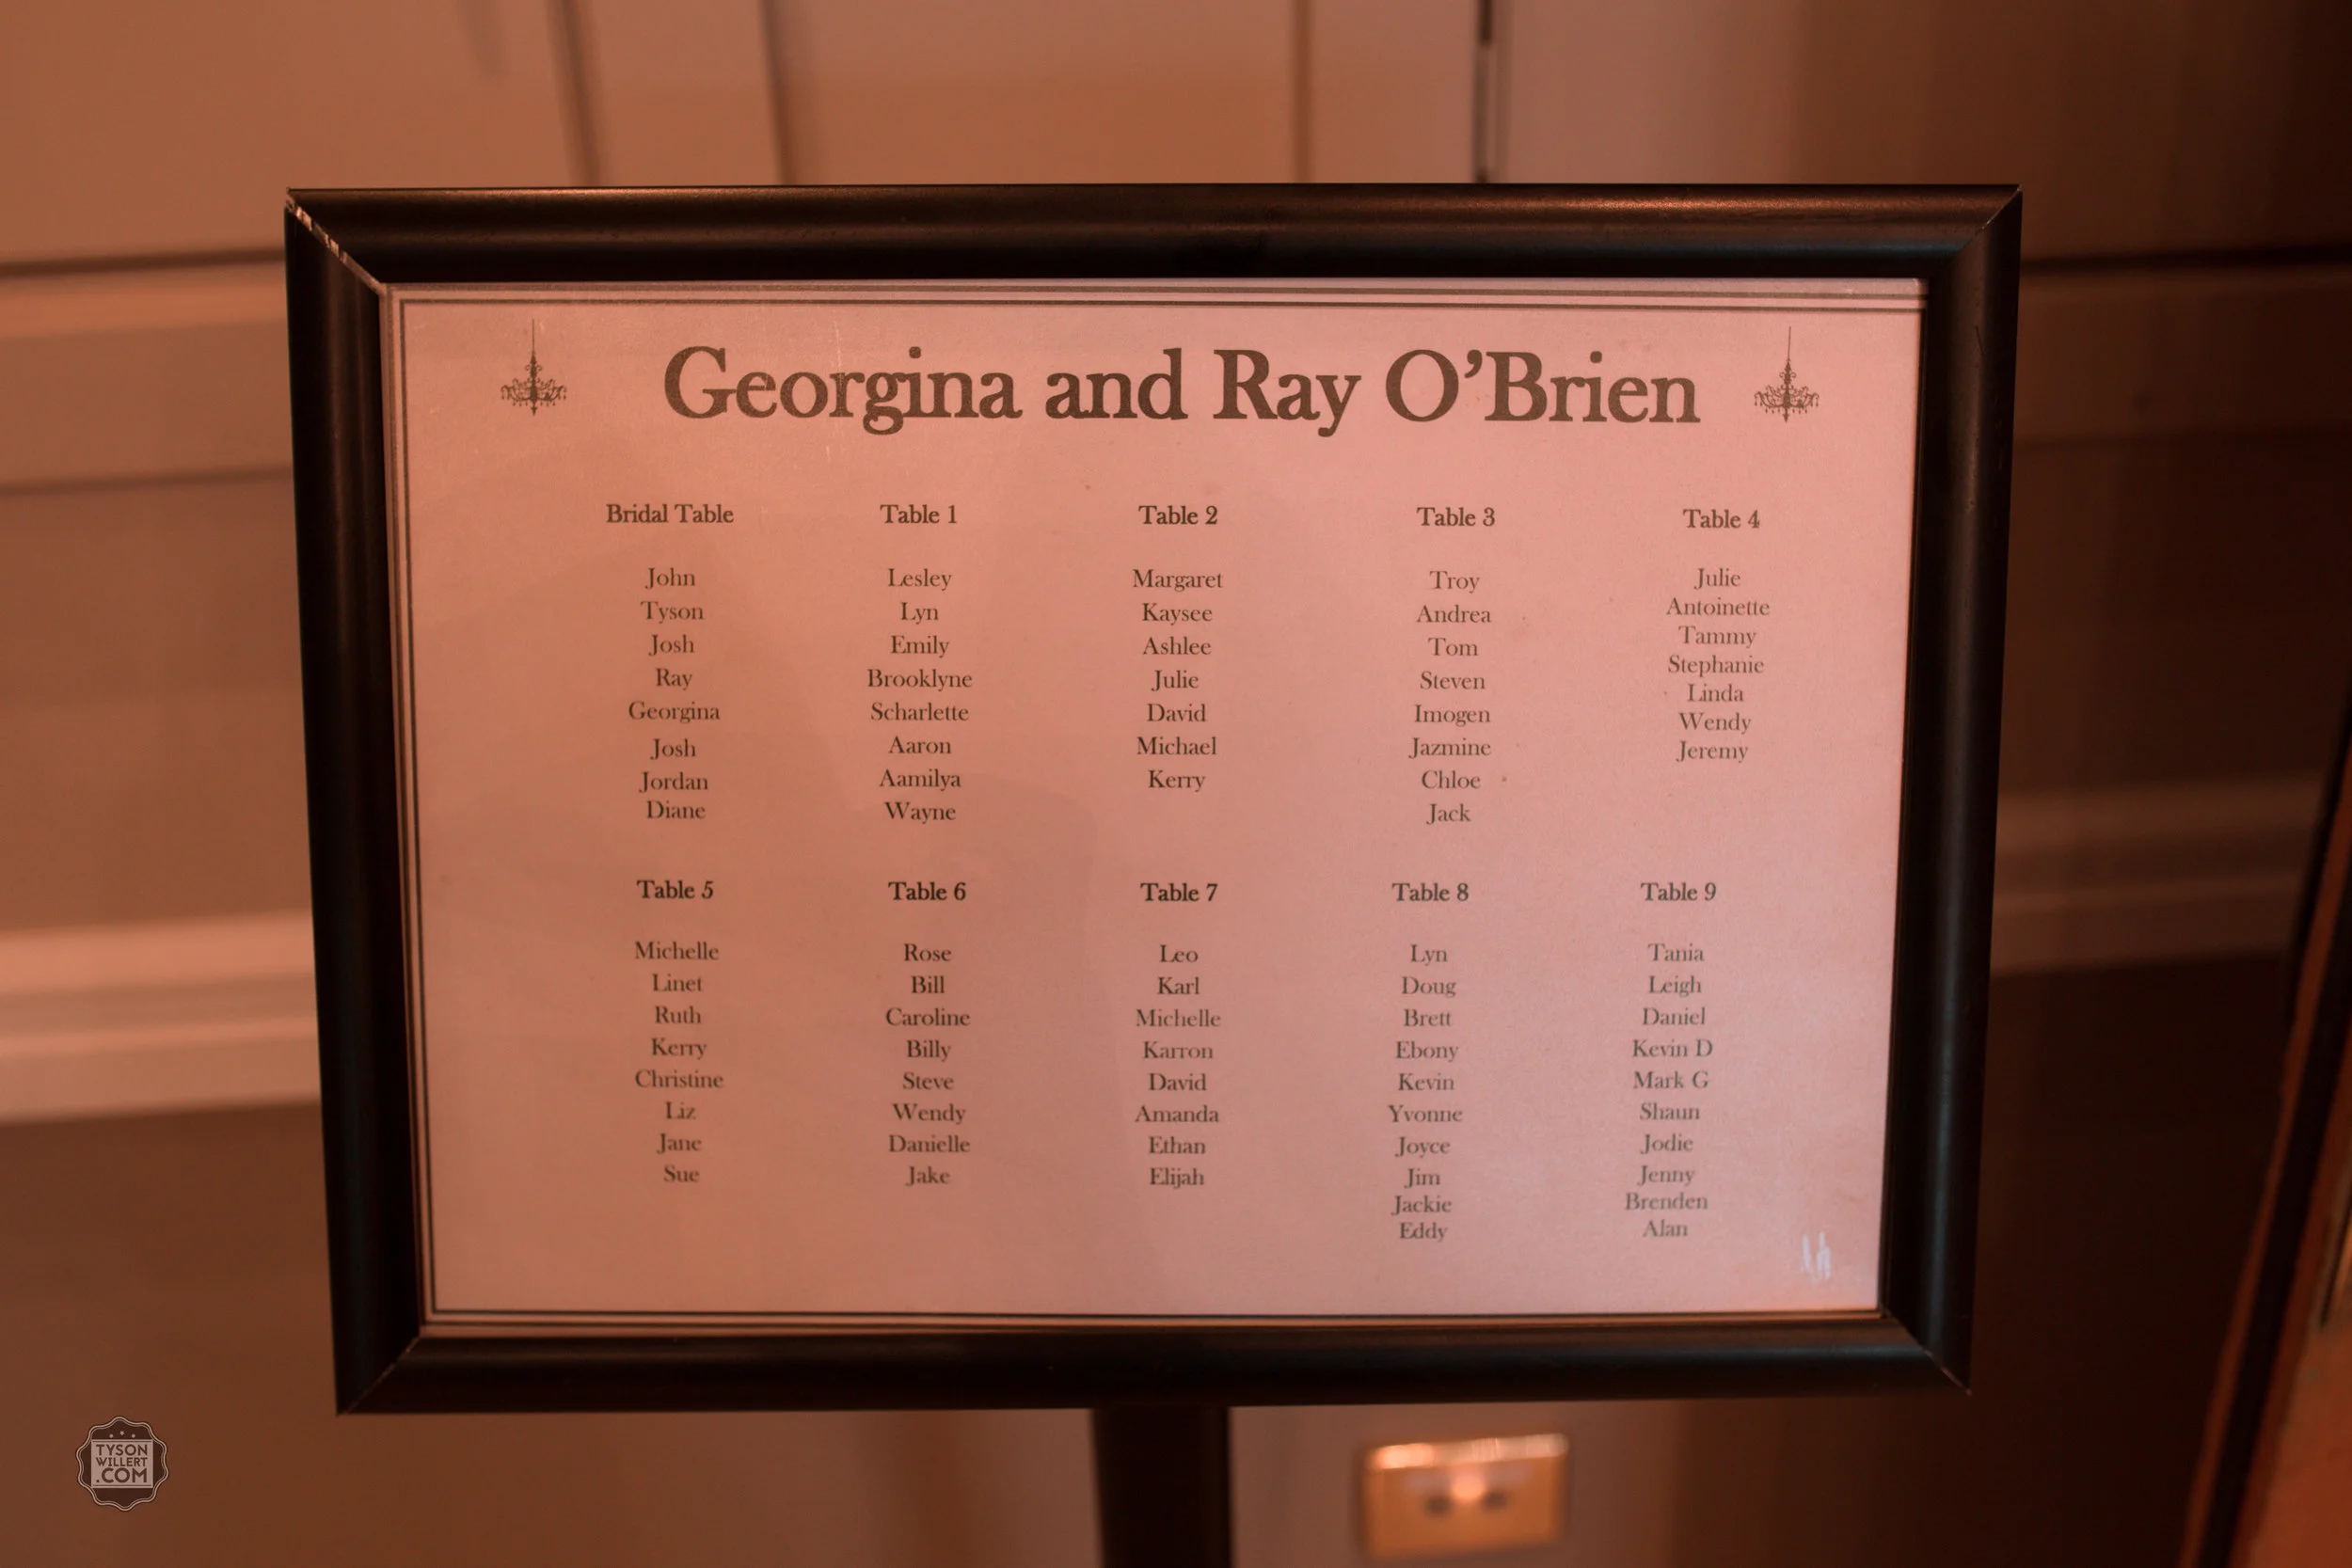 Georgina and Ray O'Brien
Bridal Table
John
Tyson
Josh
Ray
Georgina
Josh
Jordan
Diane
Table 1
Lesley
Lyn
Emily
Brooklyne
Scharlette
Aaron
Aamilya
Wayne
Table 2
Margaret
Kaysee
Ashlee
Julie
David
Michael
Kerry
Table 3
Troy
Andrea
Tom
Steven
Imogen
Jazmine
Chloe
Jack
Table 4
Julie
Antoinette
Tammy
Stephanie
Linda
Wendy
Jeremy
Table 5
Michelle
Linet
Ruth
Kerry
Christine
Liz
Jane
Sue
Table 6
Rose
Bill
Caroline
Billy
Steve
Wendy
Danielle
Jake
Table 7
Leo
Karl
Michelle
Karron
David
Amanda
Ethan
Elijah
Table 8
Lyn
Doug
Brett
Ebony
Kevin
Yvonne
Joyce
Jim
Jackie
Eddy
Table 9
Tania
Leigh
Daniel
Kevin D
Mark G
Shaun
Jodie
Jenny
Brenden
Alan
TYSON
WILLERT
.COM